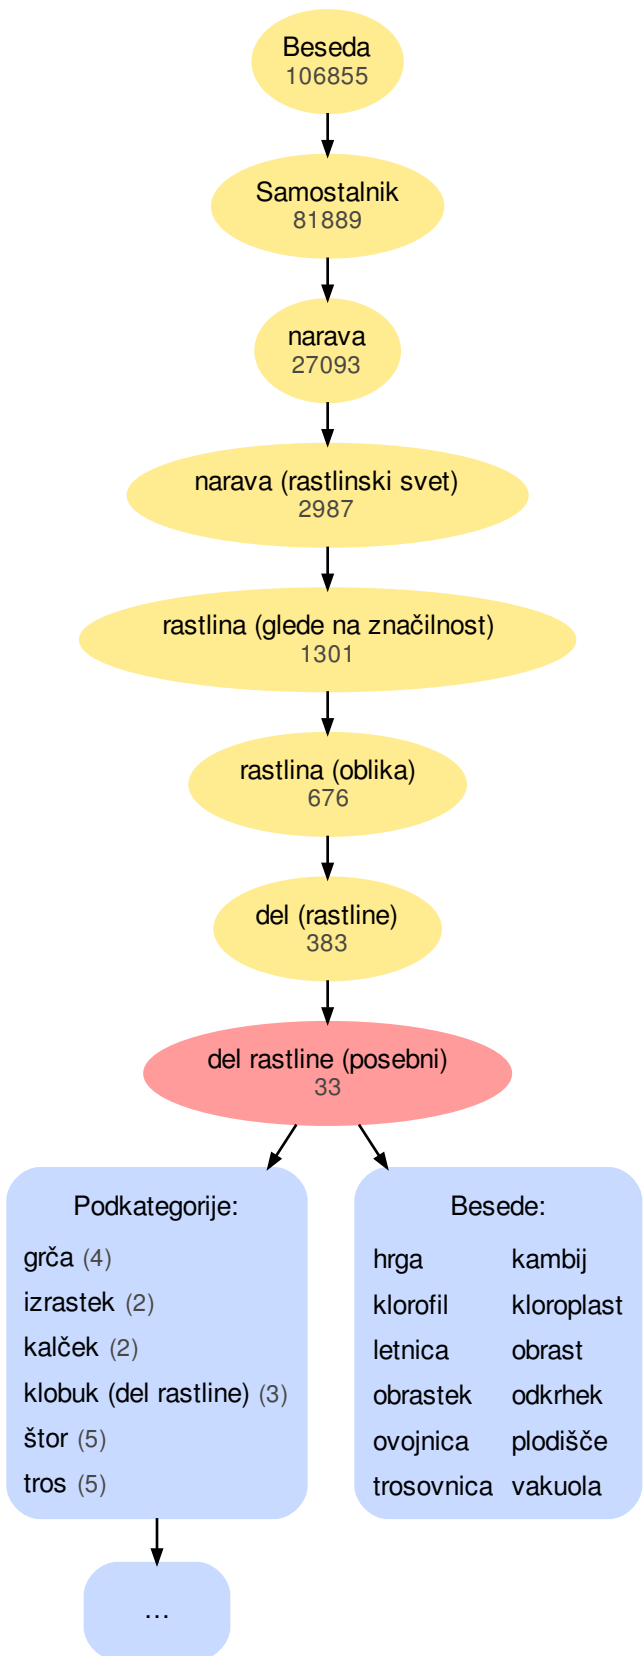 Beseda
106855
Samostalnik
81889
narava
27093
narava (rastlinski svet)
2987
rastlina (glede na značilnost)
1301
rastlina (oblika)
676
del (rastline)
383
del rastline (posebni)
33
Podkategorije:
grča (4)
izrastek (2)
kalček (2)
klobuk (del rastline) (3)
štor (5)
tros (5)
...
Besede:
hrga kambij
klorofil kloroplast
letnica obrast
obrastek odkrhek
ovojnica plodišče
trosovnica vakuola